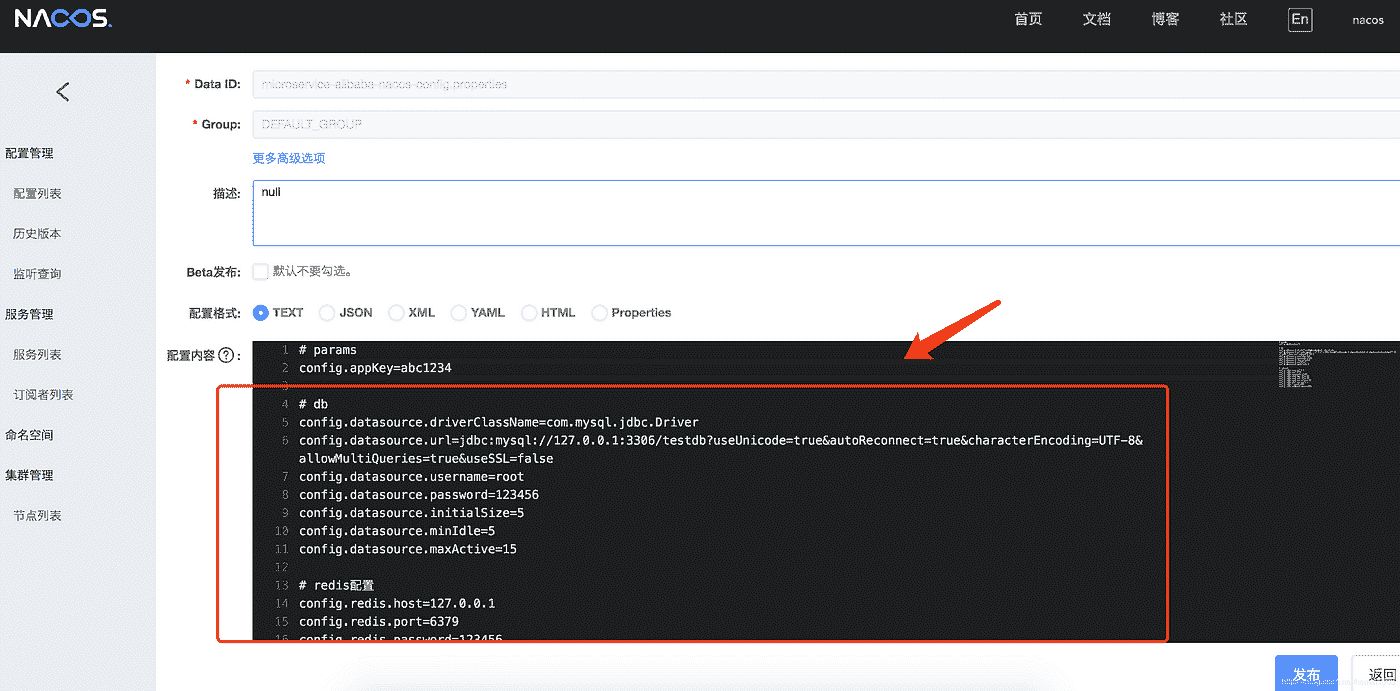 NACOS.
首页 文档 博客 社区 En nacos
配置管理
配置列表
历史版本
监听查询
服务管理
服务列表
订阅者列表
命名空间
集群管理
节点列表
* Data ID: microservice-alibaba-nacos-config.properties
* Group: DEFAULT_GROUP
更多高级选项
描述: null
Beta发布: 默认不要勾选。
配置格式: TEXT JSON XML YAML HTML Properties
配置内容 ? :
1 # params
2 config.appKey=abc1234
3
4 # db
5 config.datasource.driverClassName=com.mysql.jdbc.Driver
6 config.datasource.url=jdbc:mysql://127.0.0.1:3306/testdb?useUnicode=true&autoReconnect=true&characterEncoding=UTF-8&
allowMultiQueries=true&useSSL=false
7 config.datasource.username=root
8 config.datasource.password=123456
9 config.datasource.initialSize=5
10 config.datasource.minIdle=5
11 config.datasource.maxActive=15
12
13 # redis配置
14 config.redis.host=127.0.0.1
15 config.redis.port=6379
16 config.redis.password=123456
发布 返回